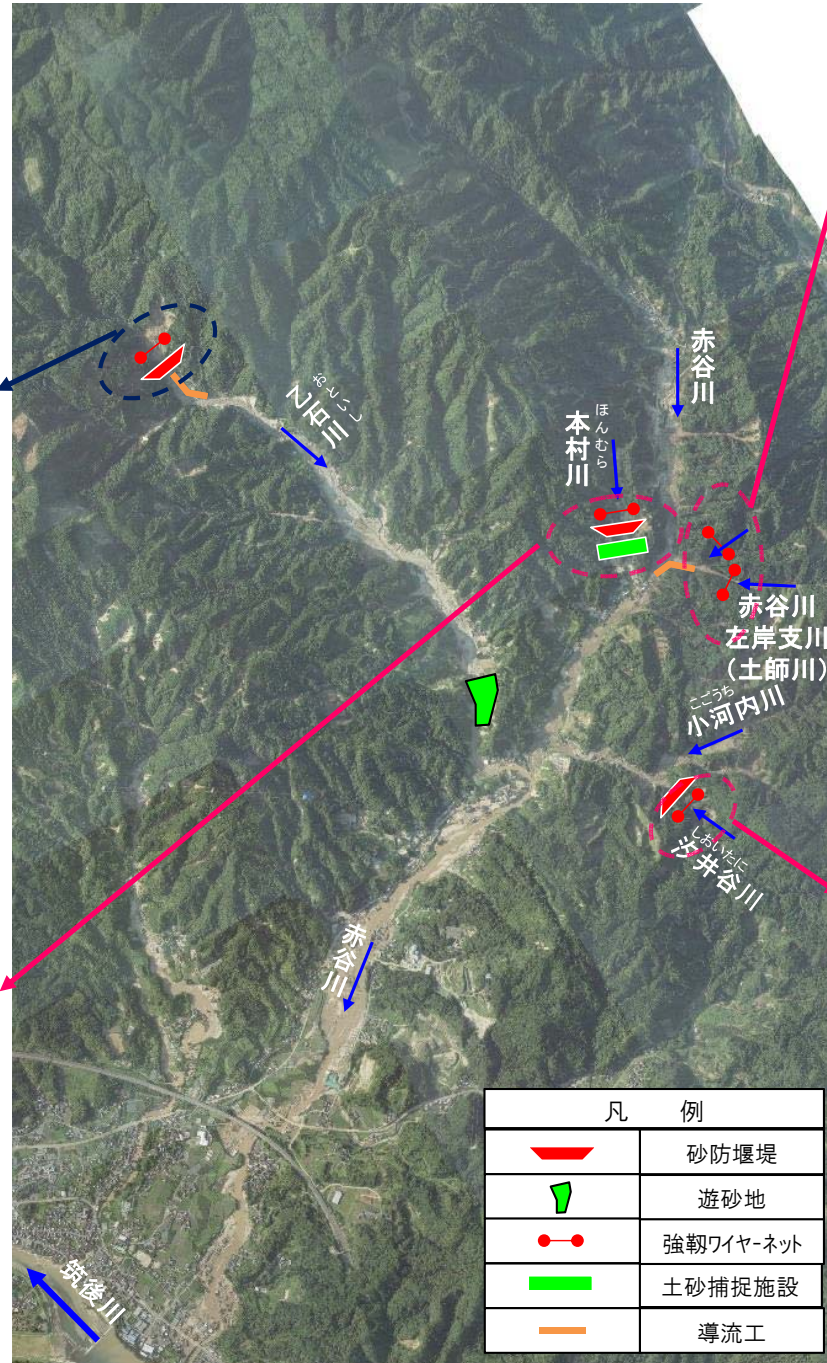 赤谷川
おといし
乙石川
ほんむら
本村川
赤谷川
左岸支川
（土師川）
こごうち
小河内川
しおいたに
汐井谷川
赤谷川
筑後川
凡 例
砂防堰堤
遊砂地
強靱ワイヤーネット
土砂捕捉施設
導流工